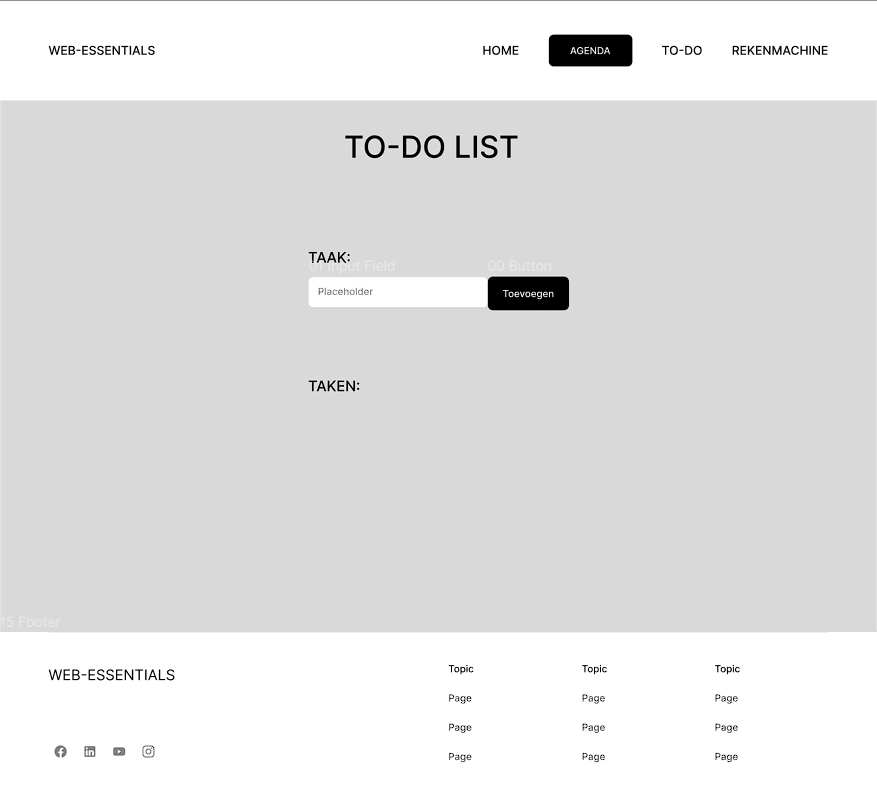 WEB-ESSENTIALS HOME AGENDA TO-DO REKENMACHINE
TO-DO LIST
TAAK:
01 Input Field 00 Button
Placeholder Toevoegen
TAKEN:
15 Footer
WEB-ESSENTIALS
Topic Topic Topic
Page Page Page
Page Page Page
Page Page Page